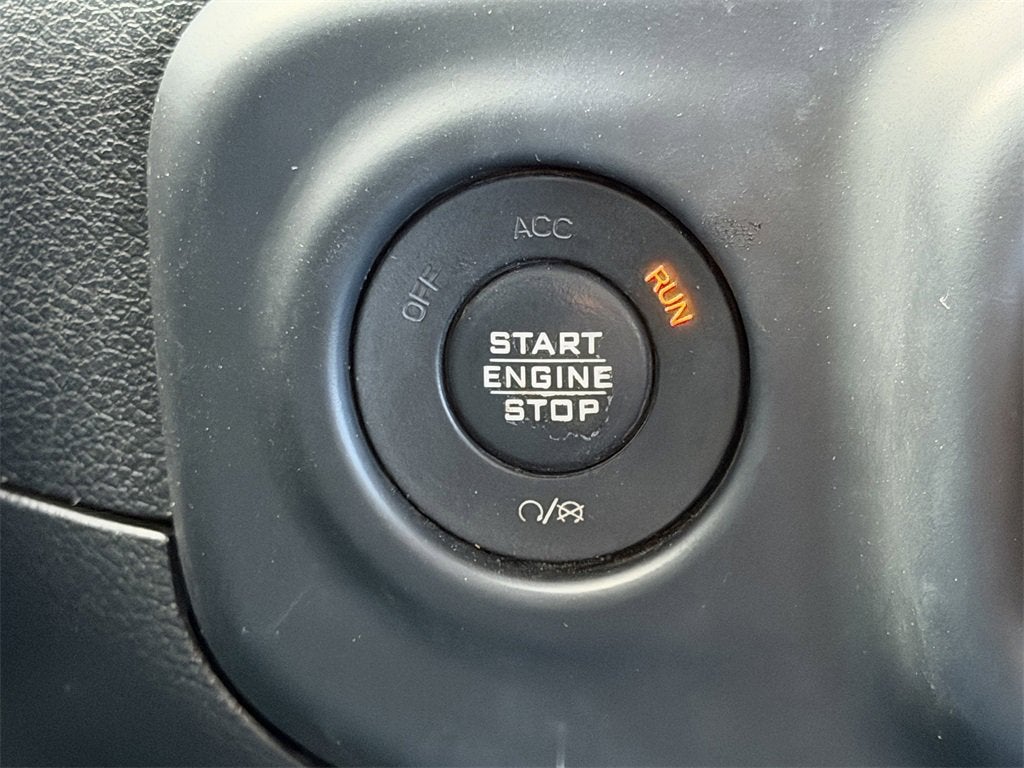 ACC
OFF
RUN
START
ENGINE
STOP